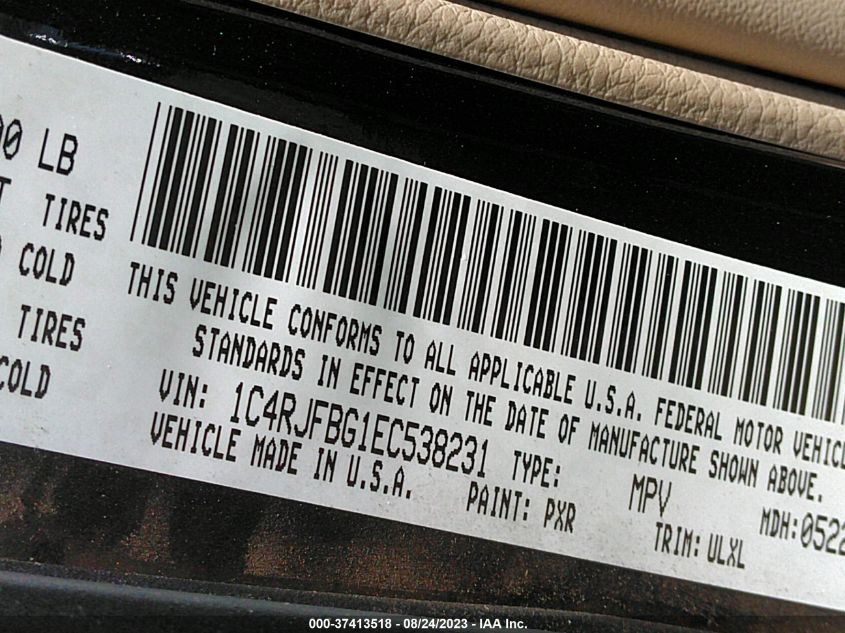 00 LB
TIRES
COLD
TIRES
COLD
THIS VEHICLE CONFORMS TO ALL APPLICABLE U.S.A. FEDERAL MOTOR VEHICL
STANDARDS IN EFFECT ON THE DATE OF MANUFACTURE SHOWN ABOVE.
VIN: 1C4RJFBG1EC538231 TYPE: MPV MDH:0522
VEHICLE MADE IN U.S.A. PAINT: PXR TRIM: ULXL
000-37413518 - 08/24/2023 - IAA Inc.